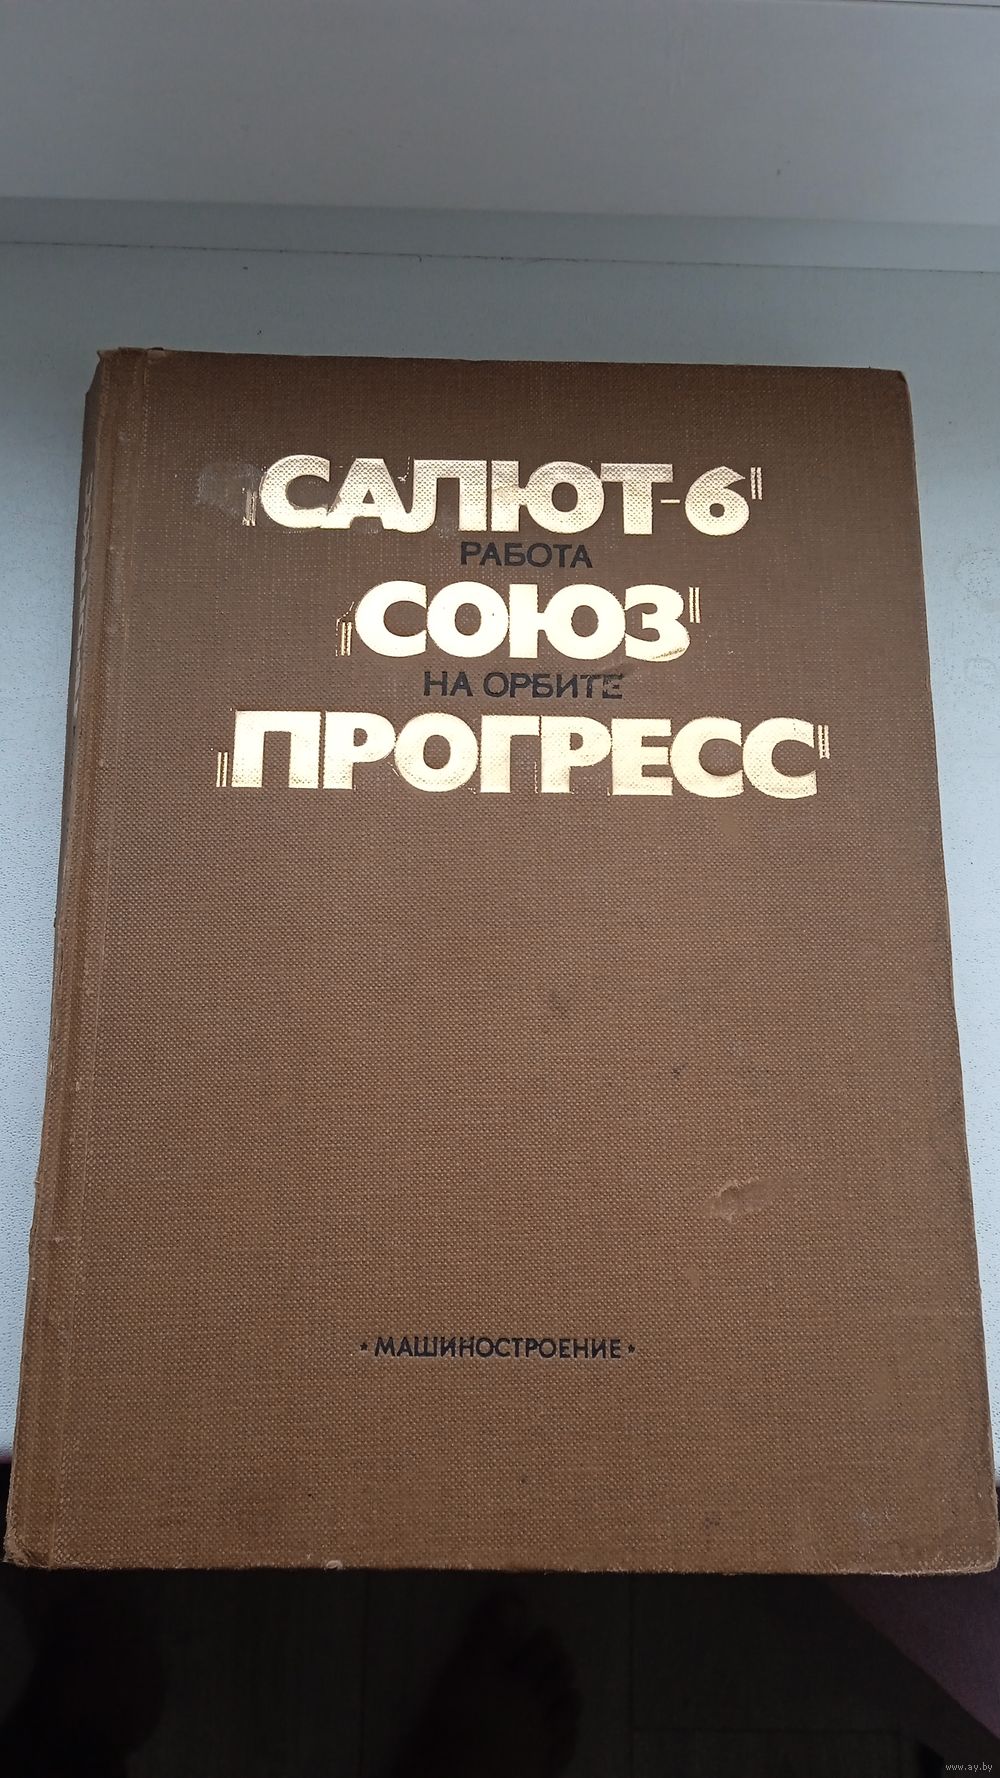 "САЛЮТ-6"
РАБОТА
"СОЮЗ"
НА ОРБИТЕ
"ПРОГРЕСС"
*МАШИНОСТРОЕНИЕ*
www.ay.by